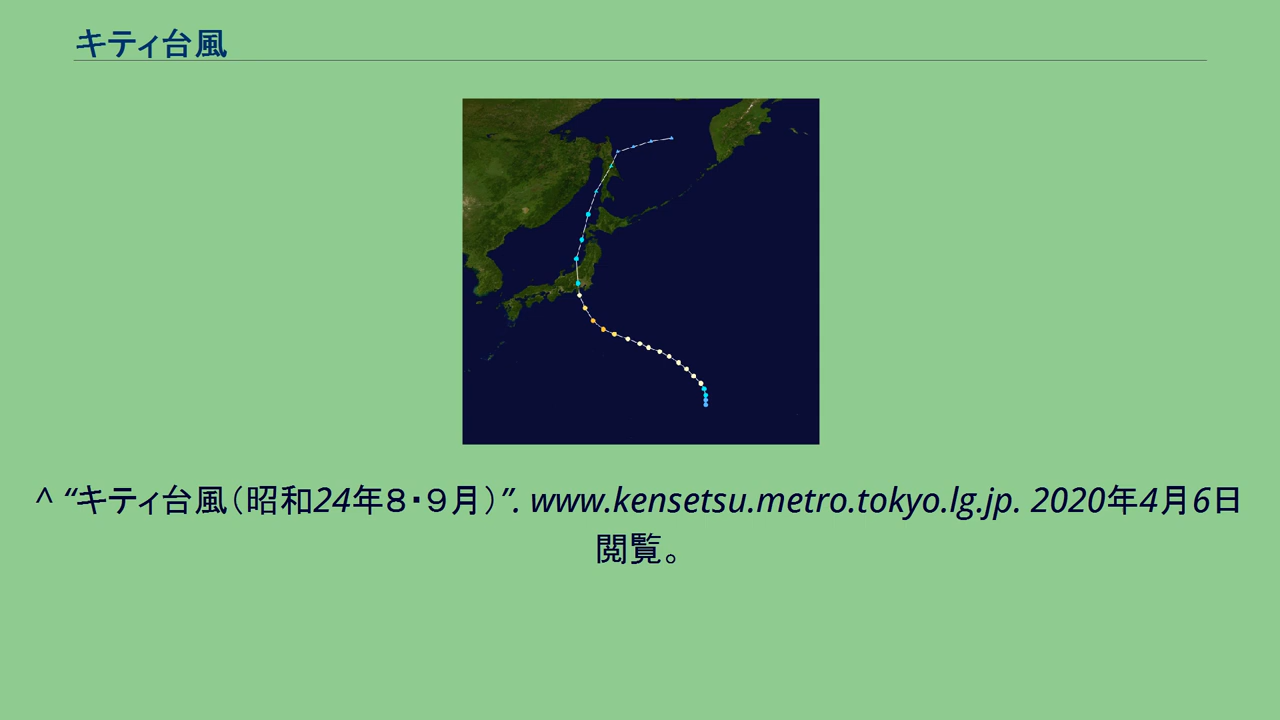 キティ台風
^ “キティ台風（昭和24年８・９月）”. www.kensetsu.metro.tokyo.lg.jp. 2020年4月6日
閲覧。